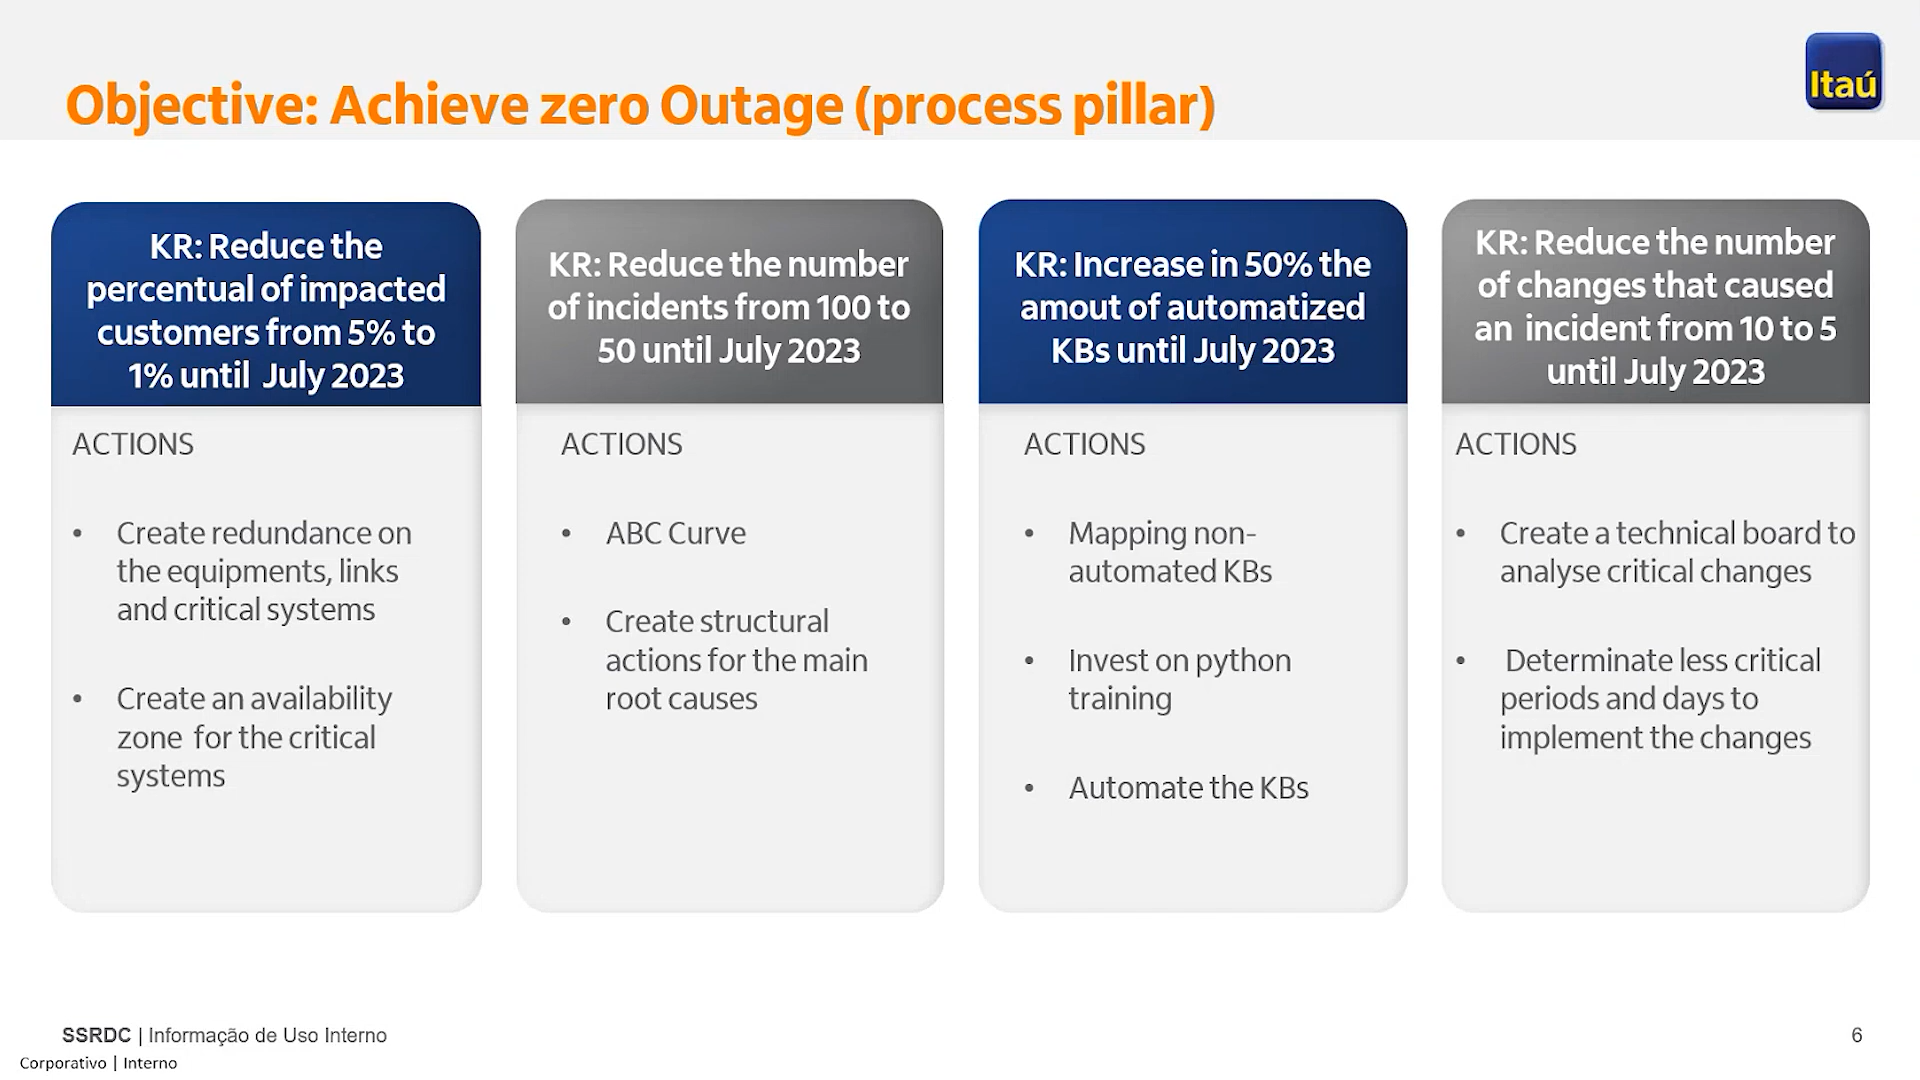 Objective: Achieve zero Outage (process pillar)
Itaú
KR: Reduce the
percentual of impacted
customers from 5% to
1% until July 2023
ACTIONS
• Create redundance on
the equipments, links
and critical systems
• Create an availability
zone for the critical
systems
KR: Reduce the number
of incidents from 100 to
50 until July 2023
ACTIONS
• ABC Curve
• Create structural
actions for the main
root causes
KR: Increase in 50% the
amout of automatized
KBs until July 2023
ACTIONS
• Mapping non-
automated KBs
• Invest on python
training
• Automate the KBs
KR: Reduce the number
of changes that caused
an incident from 10 to 5
until July 2023
ACTIONS
• Create a technical board to
analyse critical changes
• Determinate less critical
periods and days to
implement the changes
SSRDC | Informação de Uso Interno
6
Corporativo | Interno